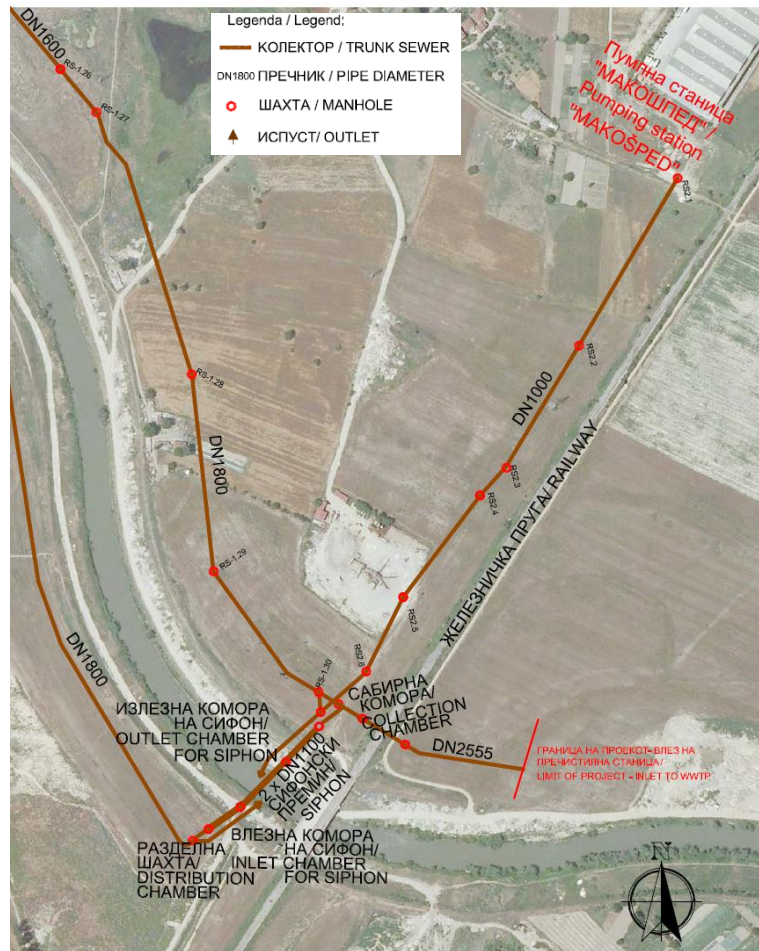 Legenda / Legend:
КОЛЕКТОР / TRUNK SEWER
DN1800 ПРЕЧНИК / PIPE DIAMETER
ШАХТА / MANHOLE
ИСПУСТ/ OUTLET
DN1600
RS-1.26
RS-1.27
Пумпна станица
"МАКОШПЕД" /
Pumping station
"MAKOŠPED"
RS2.1
RS2.2
DN1000
RS-1.28
DN1800
RS2.3
RS2.4
ЖЕЛЕЗНИЧКА ПРУГА/ RAILWAY
RS-1.29
RS2.5
DN1800
RS2.6
RS-1.30
ИЗЛЕЗНА КОМОРА
НА СИФОН/
OUTLET CHAMBER
FOR SIPHON
САБИРНА
КОМОРА/
COLLECTION
CHAMBER
DN2555
ГРАНИЦА НА ПРОЕКТ- ВЛЕЗ НА
ПРЕЧИСТИЛНА СТАНИЦА/
LIMIT OF PROJECT - INLET TO WWTP
2 x DN1100
СИФОНСКИ
ПРЕМИН/
SIPHON
РАЗДЕЛНА
ШАХТА/
DISTRIBUTION
CHAMBER
ВЛЕЗНА КОМОРА
НА СИФОН/
INLET CHAMBER
FOR SIPHON
N